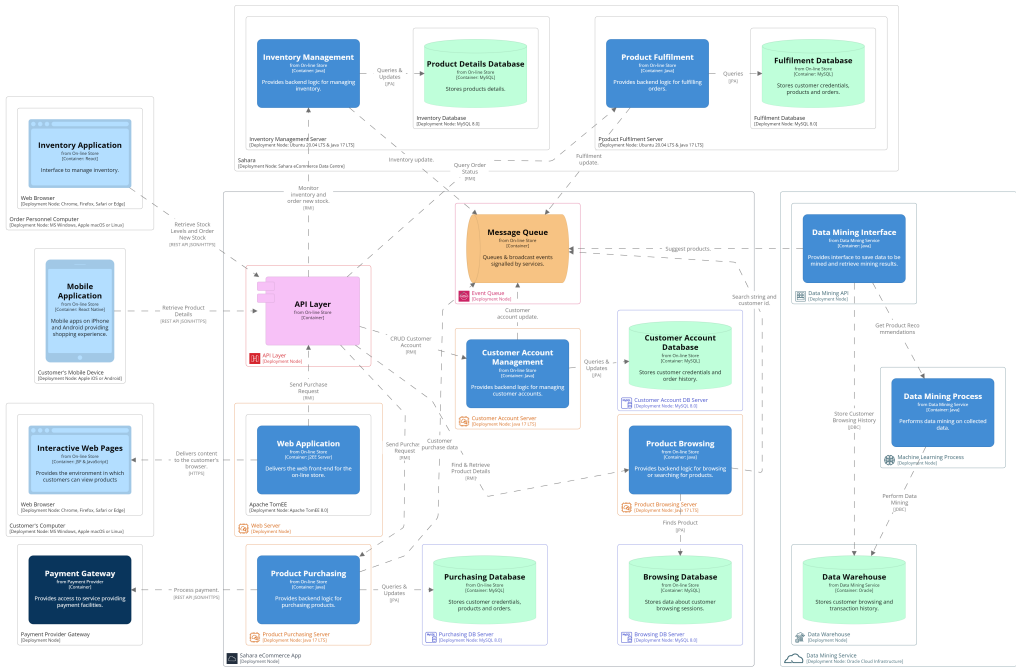 Inventory Management
from On-line Store
[Container: Java]
Provides backend logic for managing
inventory.
Queries &
Updates
[JPA]
Product Details Database
from On-line Store
[Container: MySQL]
Stores products details.
Inventory Database
[Deployment Node: MySQL 8.0]
Inventory Management Server
[Deployment Node: Ubuntu 20.04 LTS & Java 17 LTS]
Product Fulfilment
from On-line Store
[Container: Java]
Provides backend logic for fulfilling
orders.
Queries
[JPA]
Fulfilment Database
from On-line Store
[Container: MySQL]
Stores customer credentials,
products and orders.
Fulfilment Database
[Deployment Node: MySQL 8.0]
Product Fulfilment Server
[Deployment Node: Ubuntu 20.04 LTS & Java 17 LTS]
Sahara
[Deployment Node: Sahara eCommerce Data Centre]
Inventory Application
from On-line Store
[Container: React]
Interface to manage inventory.
Web Browser
[Deployment Node: Chrome, Firefox, Safari or Edge]
Order Personnel Computer
[Deployment Node: MS Windows, Apple macOS or Linux]
Inventory update.
Query Order
Status
[RMI]
Fulfilment
update.
Monitor
inventory and
order new stock.
[RMI]
Retrieve Stock
Levels and Order
New Stock
[REST API JSON/HTTPS]
Mobile
Application
from On-line Store
[Container: React Native]
Mobile apps on iPhone
and Android providing
shopping experience.
Customer's Mobile Device
[Deployment Node: Apple iOS or Android]
Retrieve Product
Details
[REST API JSON/HTTPS]
API Layer
from On-line Store
[Container]
API Layer
[Deployment Node]
Message Queue
from On-line Store
[Container]
Queues & broadcast events
signalled by services.
Event Queue
[Deployment Node]
Suggest products.
Search string and
customer id.
Data Mining Interface
from Data Mining Service
[Container: Java]
Provides interface to save data to be
mined and retrieve mining results.
Data Mining API
[Deployment Node]
Get Product Reco
mmendations
Customer
account update.
CRUD Customer
Account
[RMI]
Customer Account
Management
from On-line Store
[Container: Java]
Provides backend logic for managing
customer accounts.
Customer Account Server
[Deployment Node: Java 17 LTS]
Queries &
Updates
[JPA]
Customer Account
Database
from On-line Store
[Container: MySQL]
Stores customer credentials and
order history.
Customer Account DB Server
[Deployment Node: MySQL 8.0]
Data Mining Process
from Data Mining Service
[Container: Java]
Performs data mining on collected
data.
Machine Learning Process
[Deployment Node]
Store Customer
Browsing History
[JDBC]
Perform Data
Mining
[JDBC]
Send Purchase
Request
[RMI]
Interactive Web Pages
from On-line Store
[Container: JSP & JavaScript]
Provides the environment in which
customers can view products
Web Browser
[Deployment Node: Chrome, Firefox, Safari or Edge]
Customer's Computer
[Deployment Node: MS Windows, Apple macOS or Linux]
Delivers content
to the customer's
browser.
[HTTPS]
Web Application
from On-line Store
[Container: J2EE Server]
Delivers the web front-end for the
on-line store.
Apache TomEE
[Deployment Node: Apache TomEE 8.0]
Web Server
[Deployment Node]
Send Purchase
Request
[RMI]
Customer
purchase data
Find & Retrieve
Product Details
[RMI]
Product Browsing
from On-line Store
[Container: Java]
Provides backend logic for browsing
or searching for products.
Product Browsing Server
[Deployment Node: Java 17 LTS]
Finds Product
[JPA]
Payment Gateway
from Payment Provider
[Container]
Provides access to service providing
payment facilities.
Payment Provider Gateway
[Deployment Node]
Process payment.
[REST API JSON/HTTPS]
Product Purchasing
from On-line Store
[Container: Java]
Provides backend logic for
purchasing products.
Product Purchasing Server
[Deployment Node: Java 17 LTS]
Queries &
Updates
[JPA]
Purchasing Database
from On-line Store
[Container: MySQL]
Stores customer credentials,
products and orders.
Purchasing DB Server
[Deployment Node: MySQL 8.0]
Browsing Database
from On-line Store
[Container: MySQL]
Stores data about customer
browsing sessions.
Browsing DB Server
[Deployment Node: MySQL 8.0]
Data Warehouse
from Data Mining Service
[Container: Oracle]
Stores customer browsing and
transaction history.
Data Warehouse
[Deployment Node]
Sahara eCommerce App
[Deployment Node]
Data Mining Service
[Deployment Node: Oracle Cloud Infrastructure]